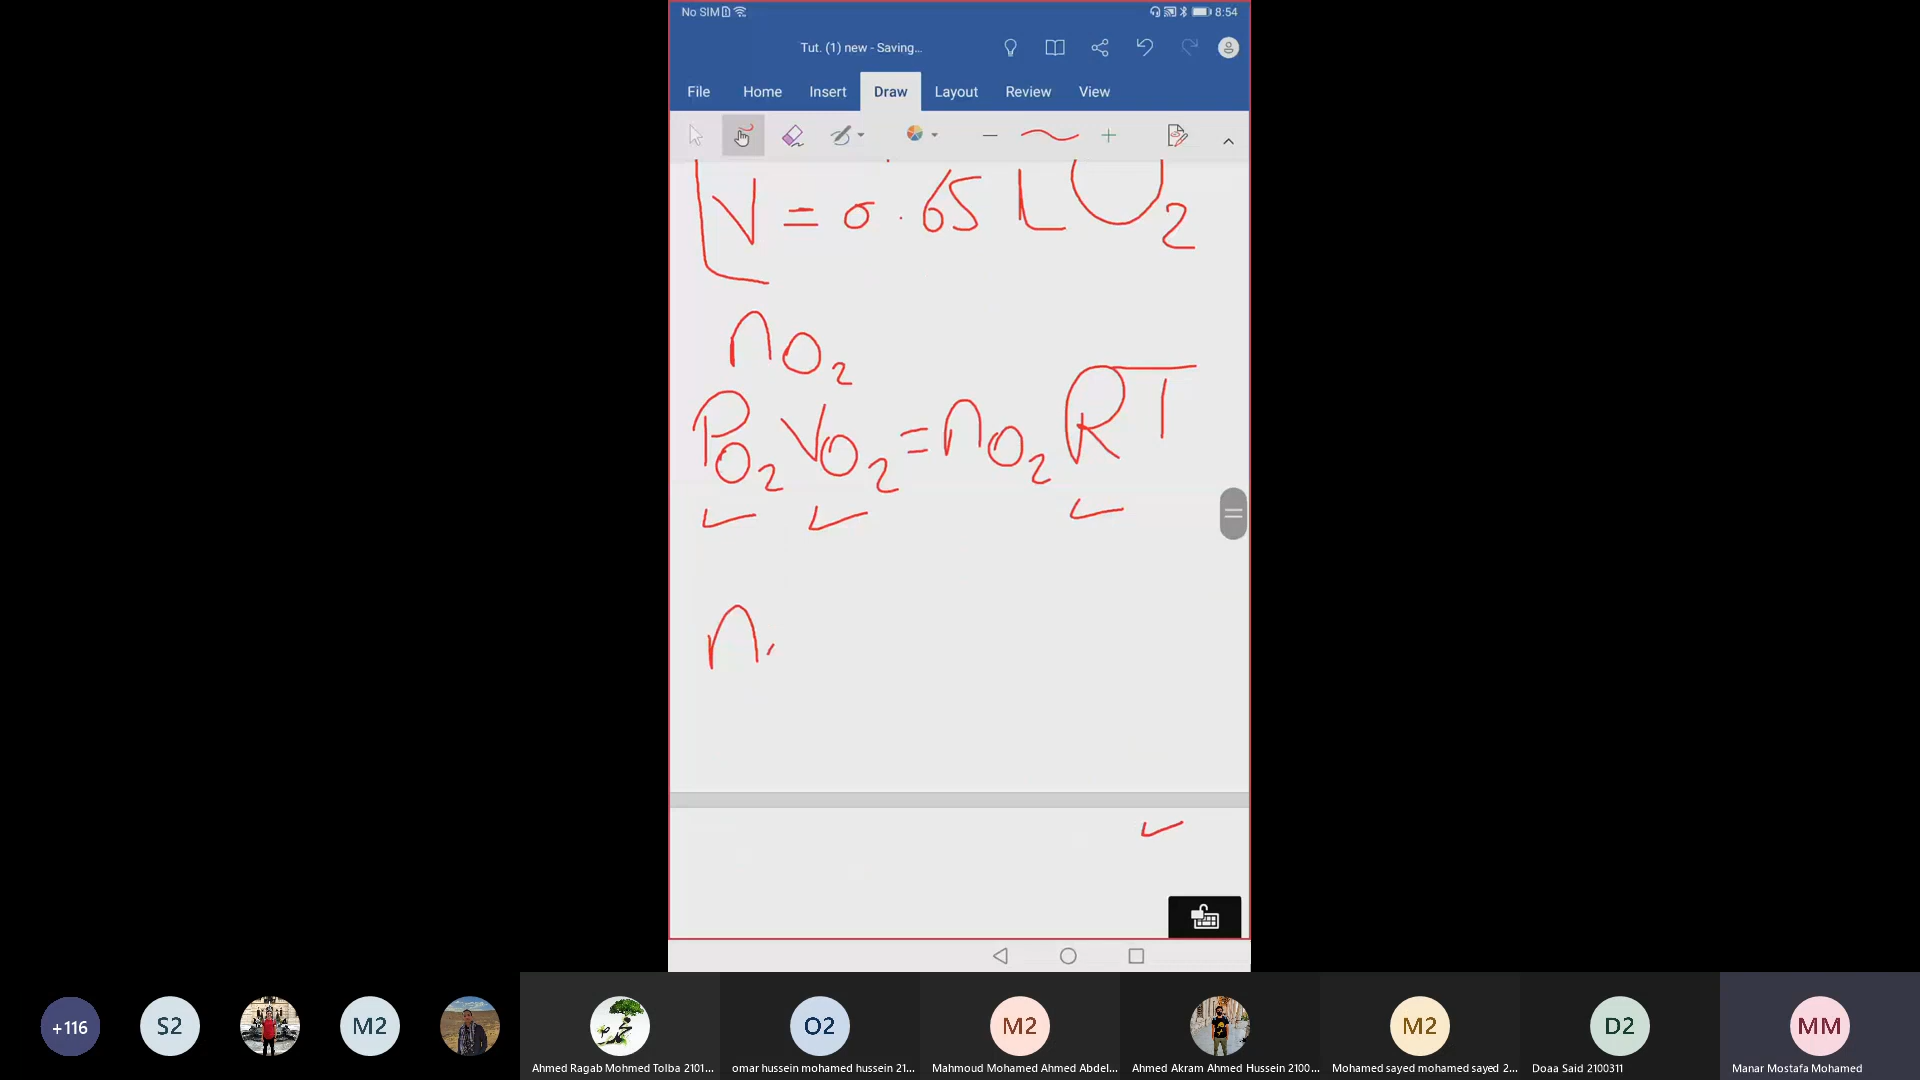 No SIM 8:54
Tut. (1) new - Saving...
File Home Insert Draw Layout Review View
V = 0.65 L O2
nO2
PO2 VO2 = nO2 RT
n
+116 S2 M2 O2 M2 M2 D2 MM
Ahmed Ragab Mohmed Tolba 2101... omar hussein mohamed hussein 21... Mahmoud Mohamed Ahmed Abdel... Ahmed Akram Ahmed Hussein 2100... Mohamed sayed mohamed sayed 2... Doaa Said 2100311 Manar Mostafa Mohamed